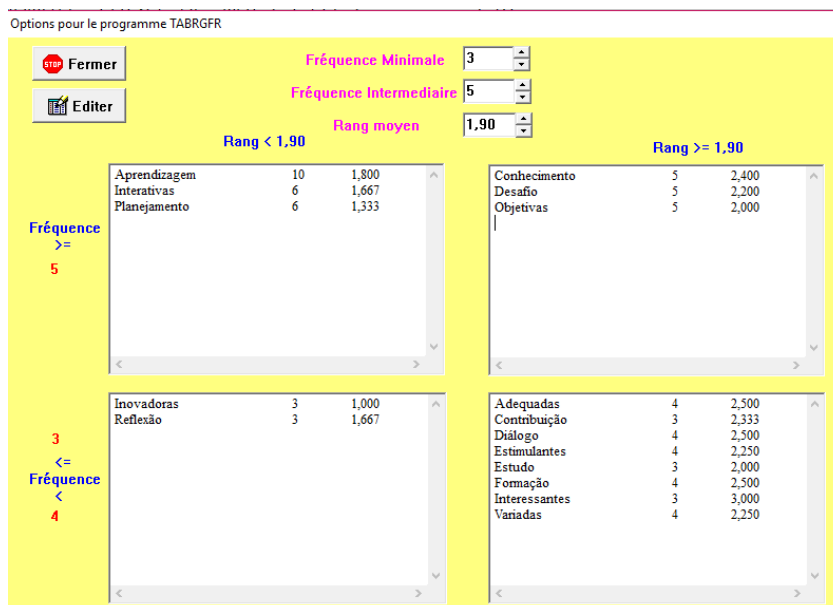 Options pour le programme TABRGFR
Fermer
Editer
Fréquence Minimale 3
Fréquence Intermediaire 5
Rang moyen 1,90
Rang < 1,90
Rang >= 1,90
Fréquence
>=
5
Aprendizagem 10 1,800
Interativas 6 1,667
Planejamento 6 1,333
Conhecimento 5 2,400
Desafio 5 2,200
Objetivas 5 2,000
3
<=
Fréquence
<
4
Inovadoras 3 1,000
Reflexão 3 1,667
Adequadas 4 2,500
Contribuição 3 2,333
Diálogo 4 2,500
Estimulantes 4 2,250
Estudo 3 2,000
Formação 4 2,500
Interessantes 3 3,000
Variadas 4 2,250